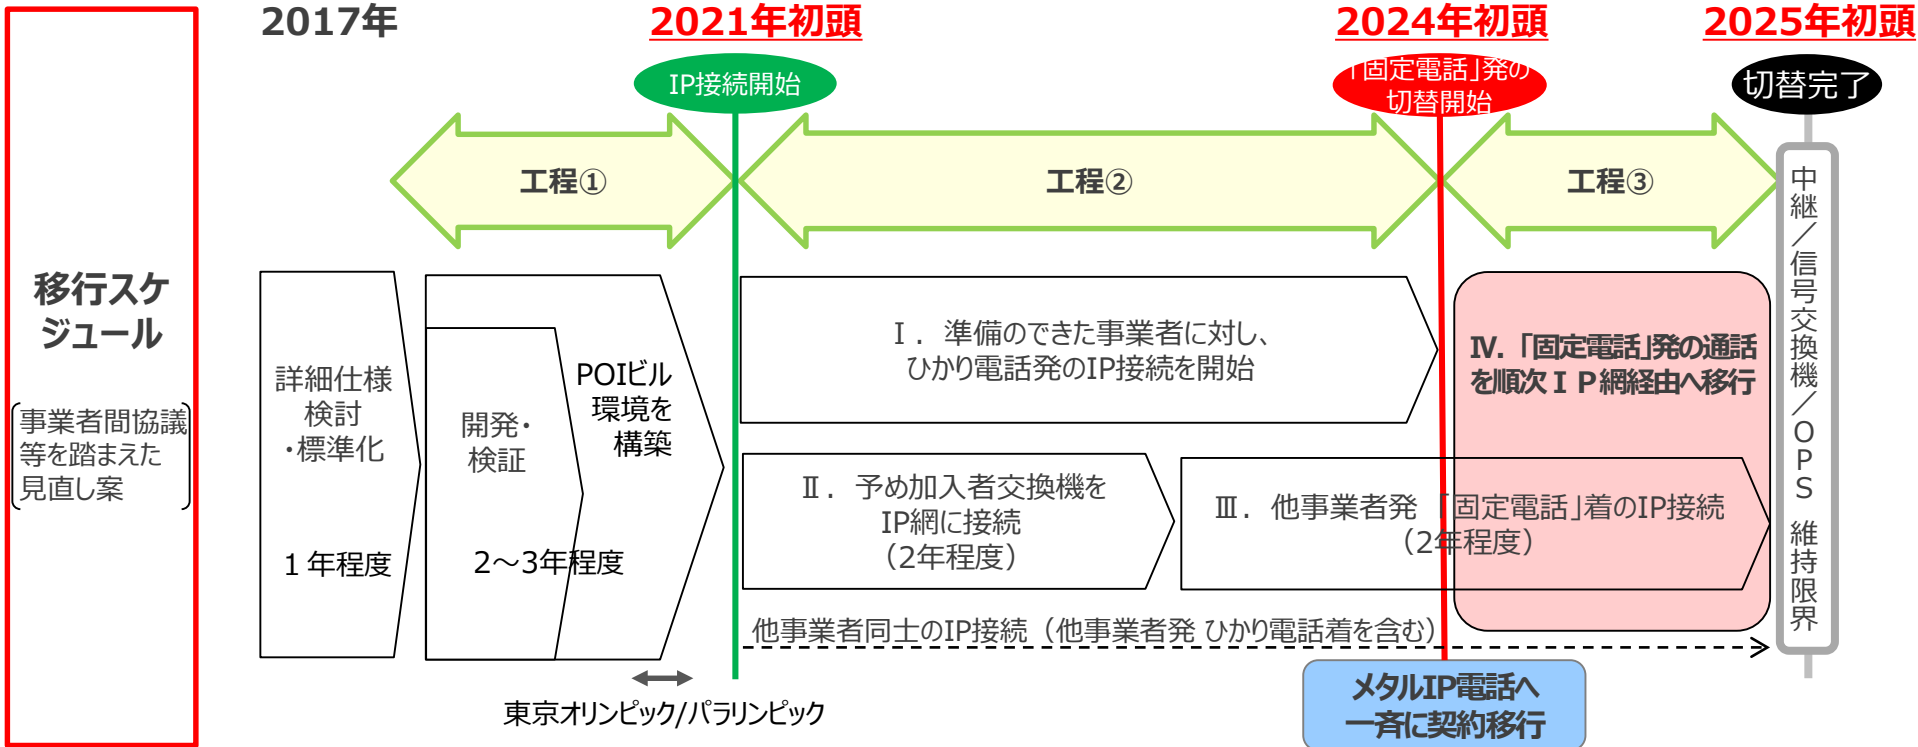 2017年
2021年初頭
2024年初頭
2025年初頭
IP接続開始
「固定電話」発の
切替開始
切替完了
工程①
工程②
工程③
移行スケ
ジュール
事業者間協議
等を踏まえた
見直し案
詳細仕様
検討
・標準化
1年程度
開発・
検証
POIビル
環境を
構築
2～3年程度
Ⅰ．準備のできた事業者に対し、
ひかり電話発のIP接続を開始
Ⅱ．予め加入者交換機を
IP網に接続
（2年程度）
Ⅲ．他事業者発「固定電話」着のIP接続
（2年程度）
Ⅳ.「固定電話」発の通話
を順次ＩＰ網経由へ移行
中継／信号交換機／OPS 維持限界
他事業者同士のIP接続（他事業者発 ひかり電話着を含む）
東京オリンピック/パラリンピック
メタルIP電話へ
一斉に契約移行